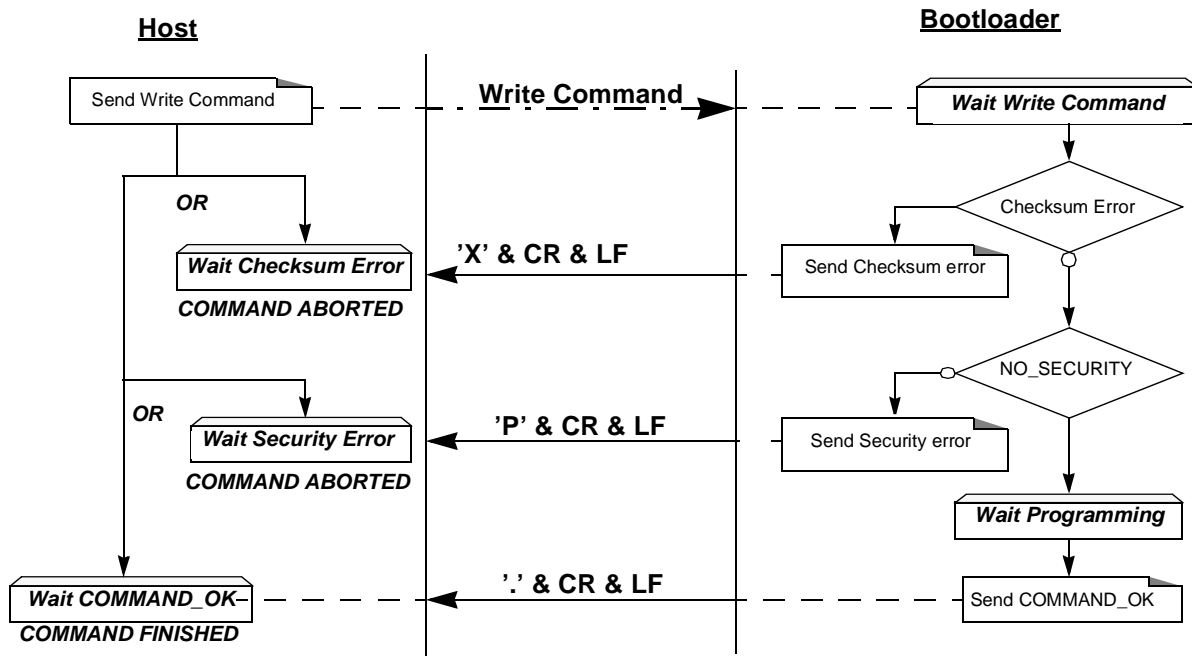 Host
Bootloader
Send Write Command
Write Command
Wait Write Command
OR
Checksum Error
Wait Checksum Error
'X' & CR & LF
Send Checksum error
COMMAND ABORTED
NO_SECURITY
OR
Wait Security Error
'P' & CR & LF
Send Security error
COMMAND ABORTED
Wait Programming
Wait COMMAND_OK
'.' & CR & LF
Send COMMAND_OK
COMMAND FINISHED